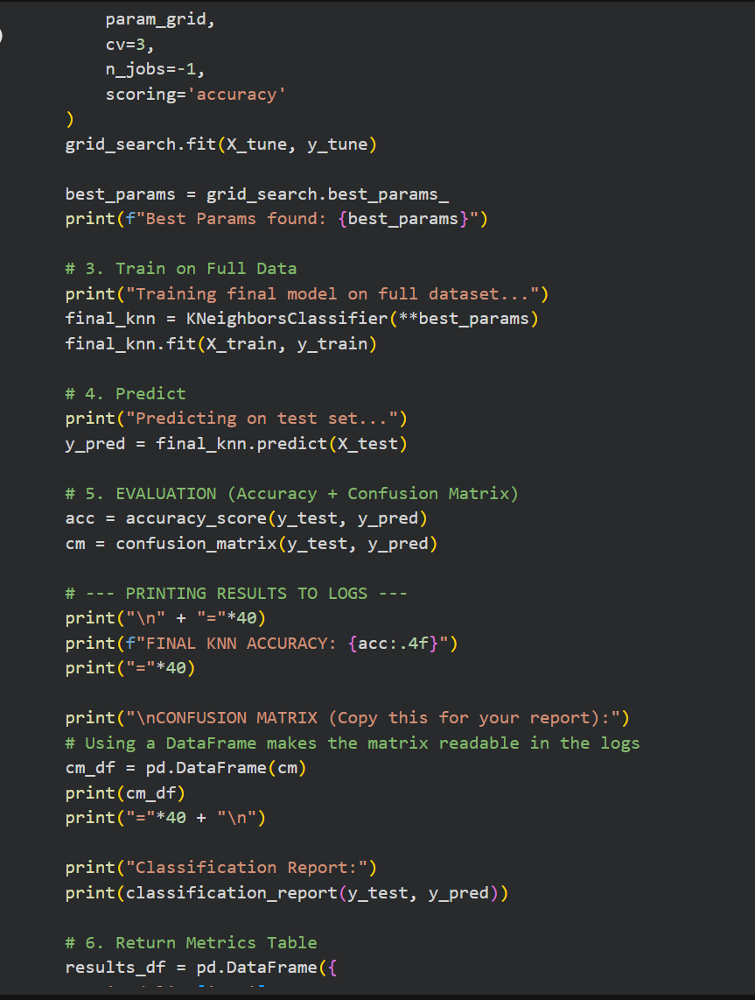 param_grid,
cv=3,
n_jobs=-1,
scoring='accuracy'
)
grid_search.fit(X_tune, y_tune)
best_params = grid_search.best_params_
print(f"Best Params found: {best_params}")
# 3. Train on Full Data
print("Training final model on full dataset...")
final_knn = KNeighborsClassifier(**best_params)
final_knn.fit(X_train, y_train)
# 4. Predict
print("Predicting on test set...")
y_pred = final_knn.predict(X_test)
# 5. EVALUATION (Accuracy + Confusion Matrix)
acc = accuracy_score(y_test, y_pred)
cm = confusion_matrix(y_test, y_pred)
# --- PRINTING RESULTS TO LOGS ---
print("\n" + "="*40)
print(f"FINAL KNN ACCURACY: {acc:.4f}")
print("="*40)
print("\nCONFUSION MATRIX (Copy this for your report):")
# Using a DataFrame makes the matrix readable in the logs
cm_df = pd.DataFrame(cm)
print(cm_df)
print("="*40 + "\n")
print("Classification Report:")
print(classification_report(y_test, y_pred))
# 6. Return Metrics Table
results_df = pd.DataFrame({